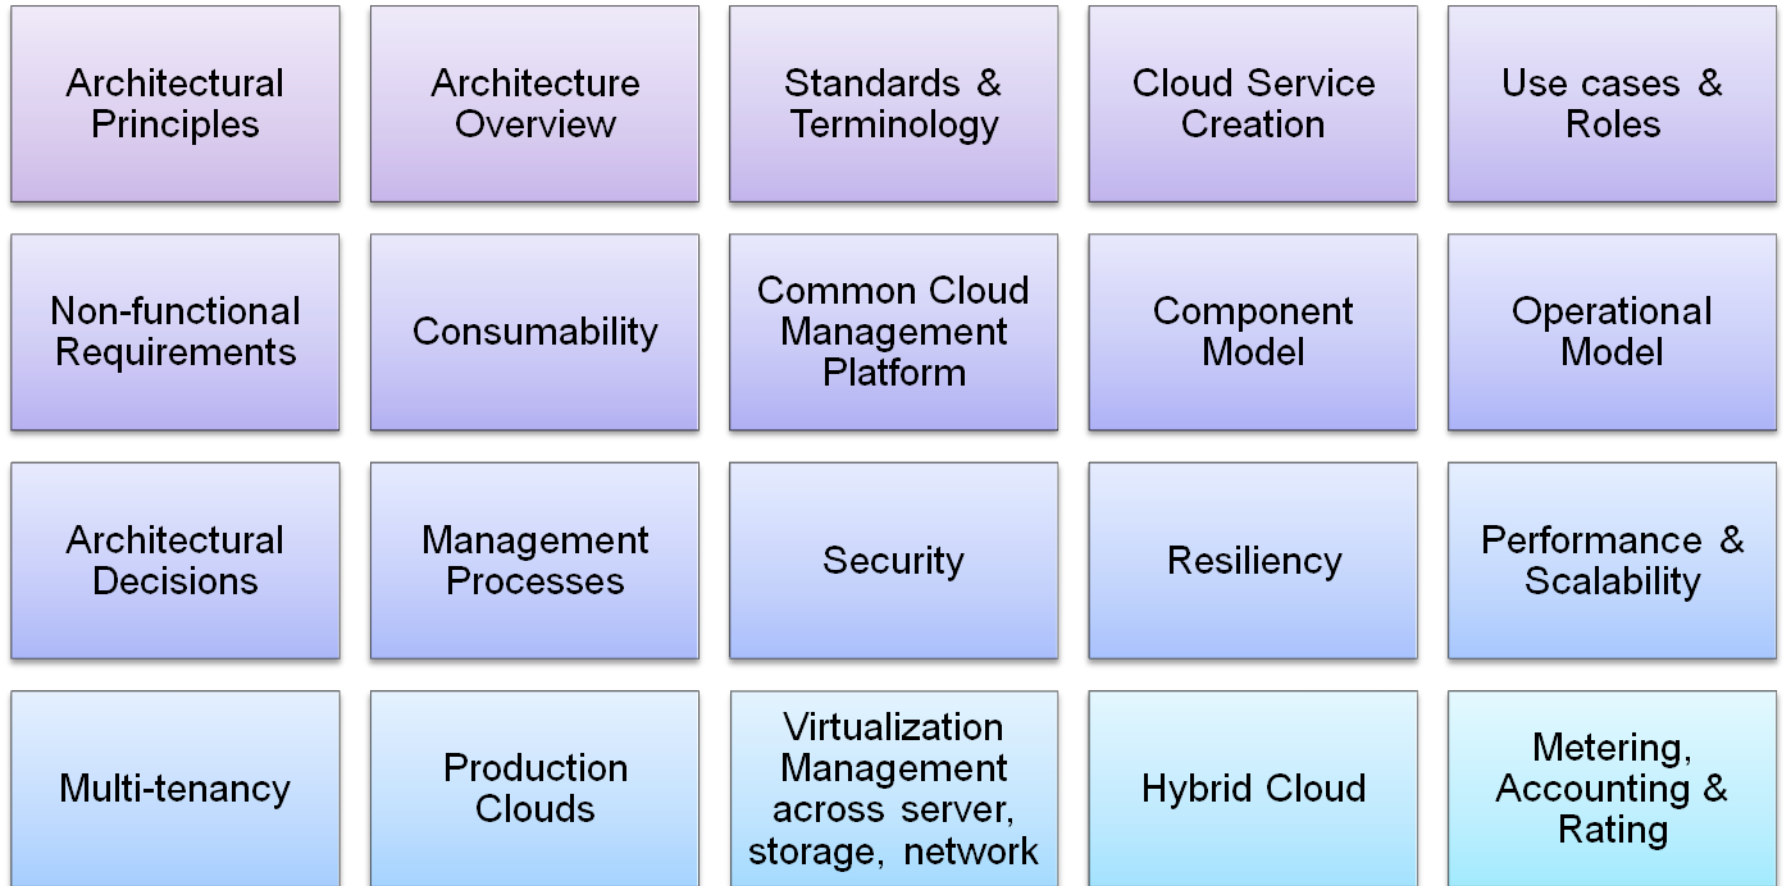 Architectural
Principles
Architecture
Overview
Standards &
Terminology
Cloud Service
Creation
Use cases &
Roles
Non-functional
Requirements
Consumability
Common Cloud
Management
Platform
Component
Model
Operational
Model
Architectural
Decisions
Management
Processes
Security
Resiliency
Performance &
Scalability
Multi-tenancy
Production
Clouds
Virtualization
Management
across server,
storage, network
Hybrid Cloud
Metering,
Accounting &
Rating